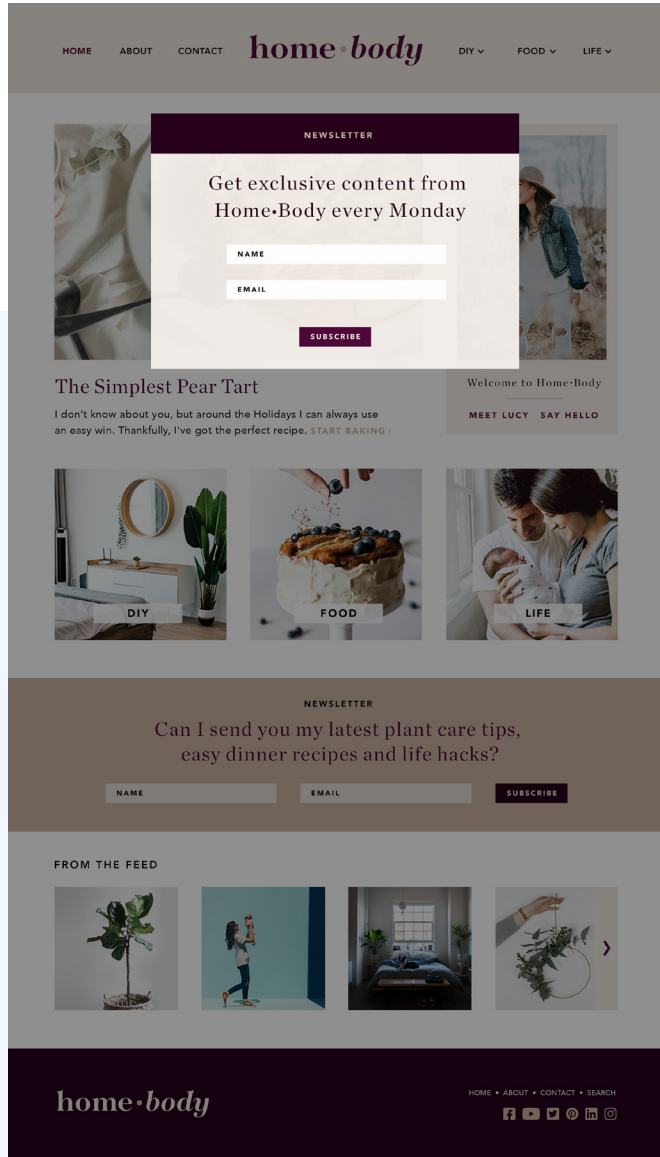 HOME ABOUT CONTACT home•body DIY FOOD LIFE
NEWSLETTER
Get exclusive content from
Home•Body every Monday
NAME
EMAIL
SUBSCRIBE
The Simplest Pear Tart
I don't know about you, but around the Holidays I can always use
an easy win. Thankfully, I've got the perfect recipe. START BAKING ›
Welcome to Home•Body
MEET LUCY SAY HELLO
DIY
FOOD
LIFE
NEWSLETTER
Can I send you my latest plant care tips,
easy dinner recipes and life hacks?
NAME EMAIL SUBSCRIBE
FROM THE FEED
home•body
HOME • ABOUT • CONTACT • SEARCH